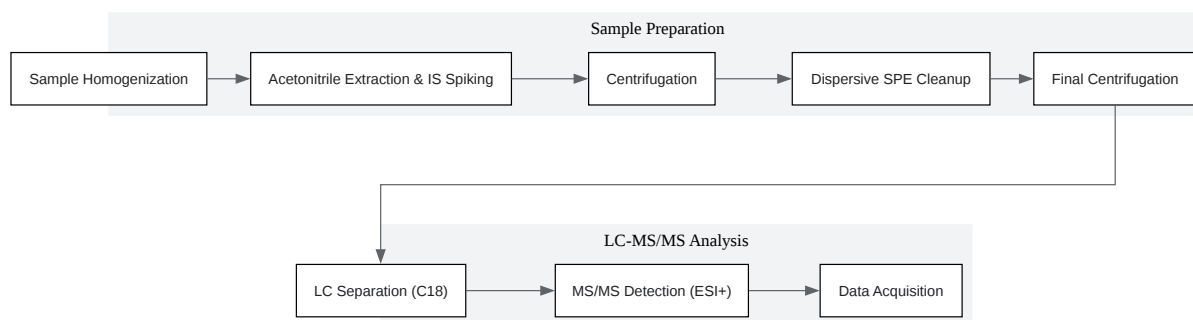 Sample Preparation
Sample Homogenization
Acetonitrile Extraction & IS Spiking
Centrifugation
Dispersive SPE Cleanup
Final Centrifugation
LC-MS/MS Analysis
LC Separation (C18)
MS/MS Detection (ESI+)
Data Acquisition